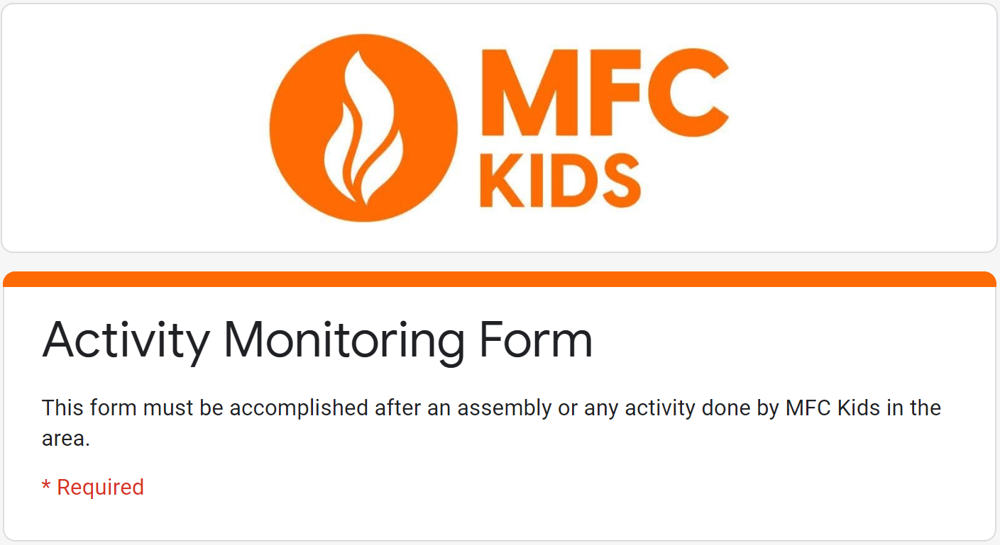 MFC
KIDS
Activity Monitoring Form
This form must be accomplished after an assembly or any activity done by MFC Kids in the
area.
* Required